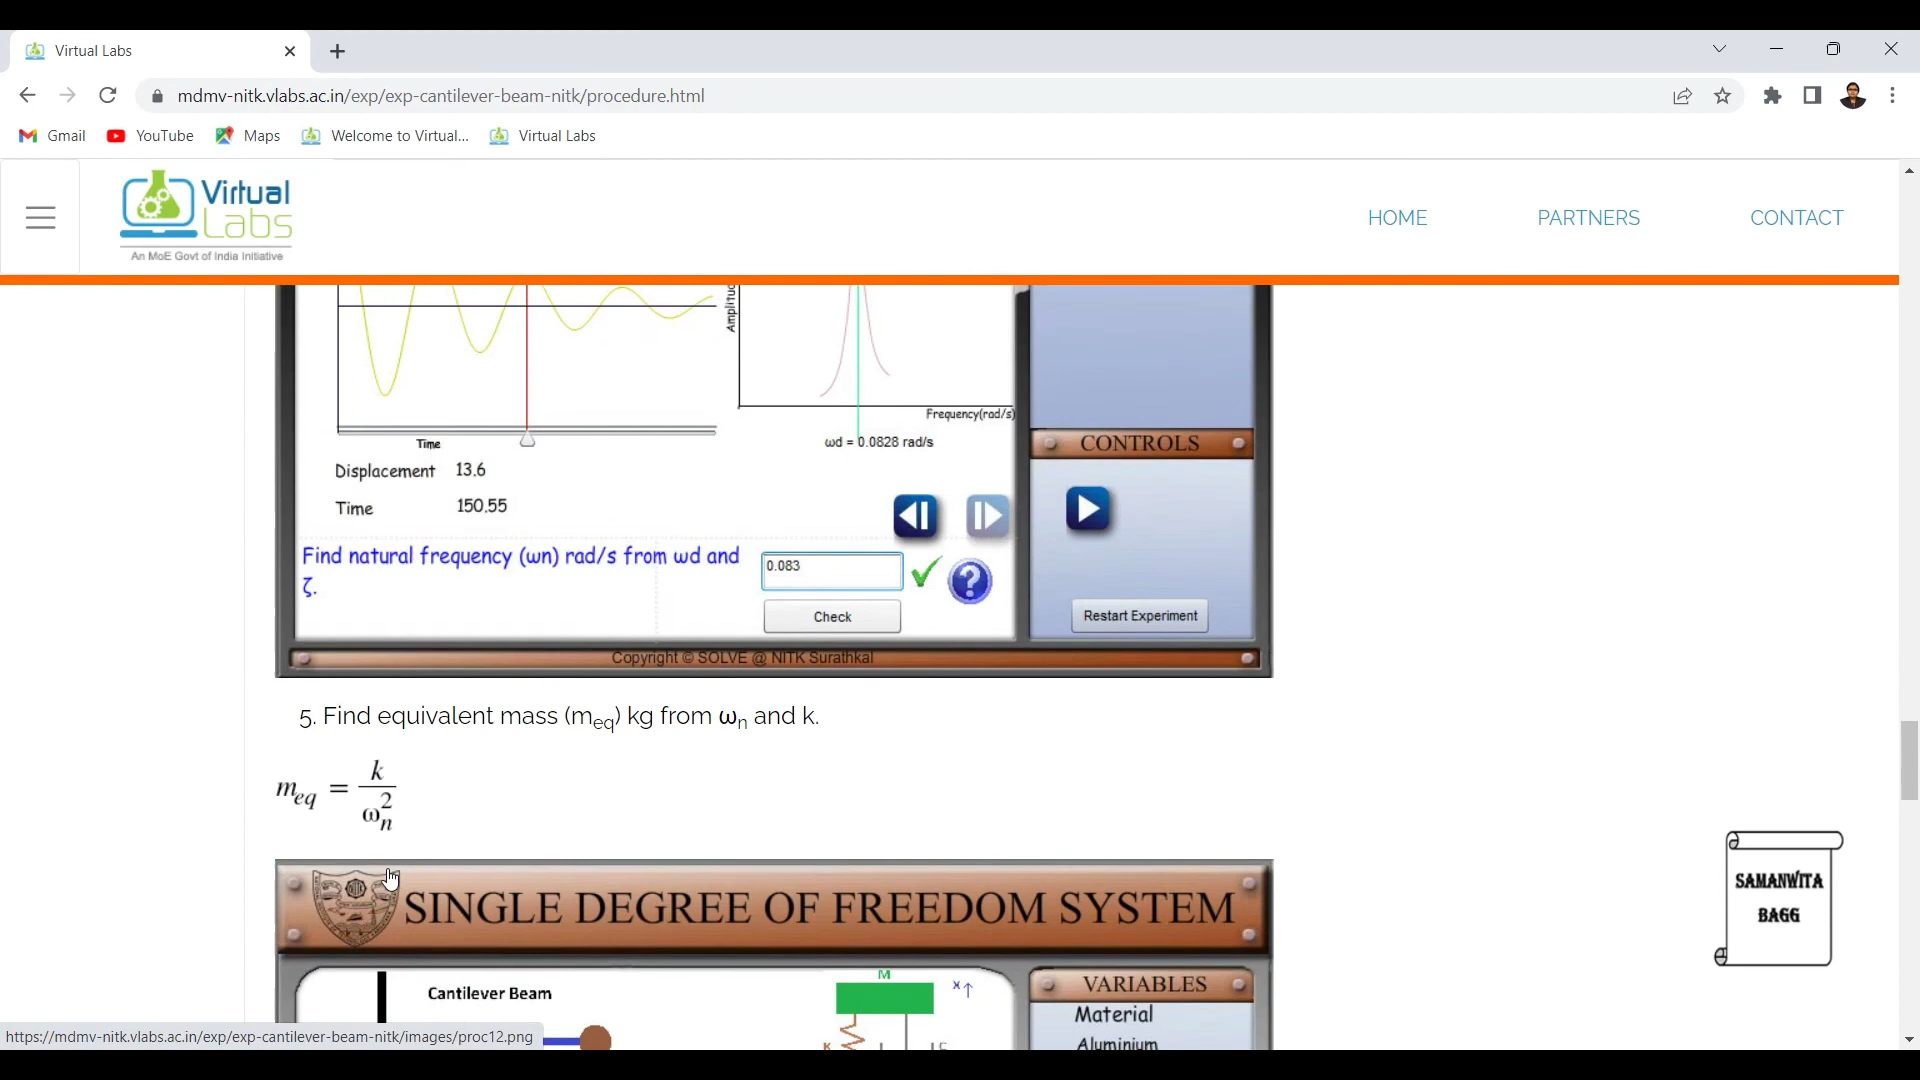 Virtual Labs
mdmv-nitk.vlabs.ac.in/exp/exp-cantilever-beam-nitk/procedure.html
Gmail YouTube Maps Welcome to Virtual... Virtual Labs
Virtual Labs
An MoE Govt of India Initiative
HOME PARTNERS CONTACT
Frequency(rad/s)
Time
ωd = 0.0828 rad/s
CONTROLS
Displacement 13.6
Time 150.55
Find natural frequency (ωn) rad/s from ωd and
ζ.
0.083
?
Check
Restart Experiment
Copyright © SOLVE @ NITK Surathkal
5. Find equivalent mass (meq) kg from ωn and k.
meq = k / ωn²
SINGLE DEGREE OF FREEDOM SYSTEM
Cantilever Beam
M
x↑
VARIABLES
Material
Aluminium
K
SAMANWITA
BAGG
https://mdmv-nitk.vlabs.ac.in/exp/exp-cantilever-beam-nitk/images/proc12.png